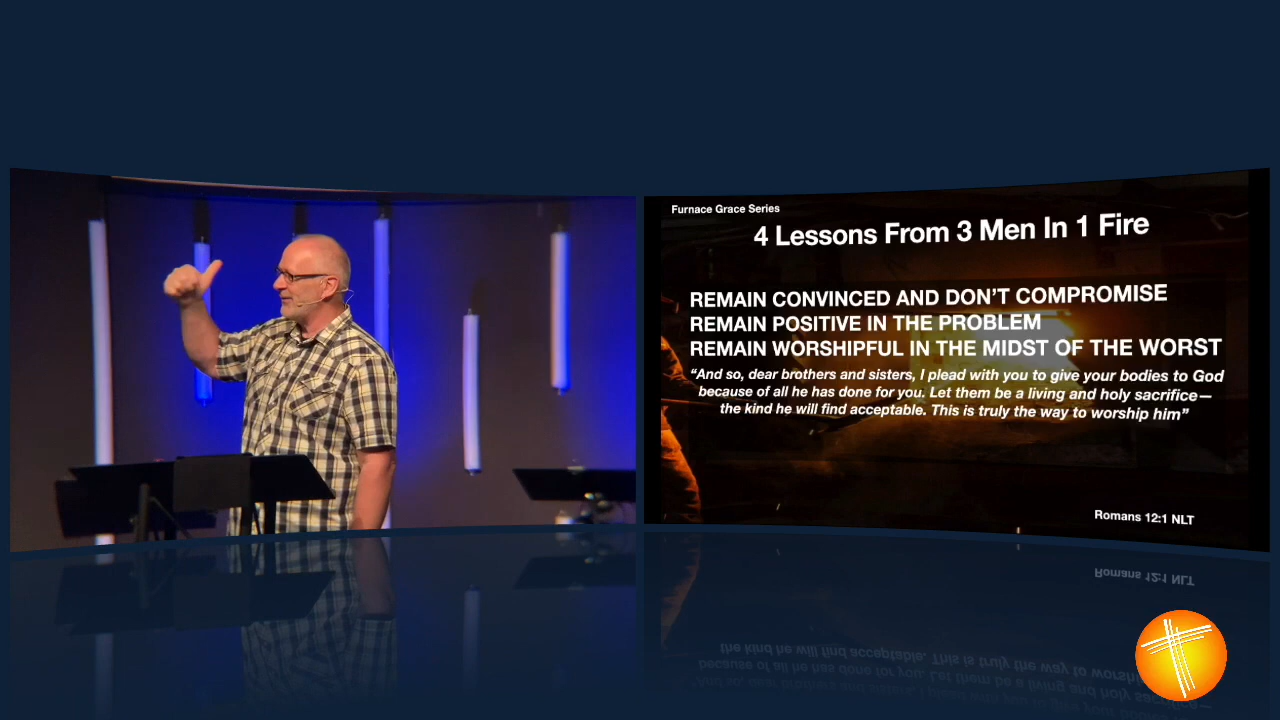 Furnace Grace Series
4 Lessons From 3 Men In 1 Fire
REMAIN CONVINCED AND DON'T COMPROMISE
REMAIN POSITIVE IN THE PROBLEM
REMAIN WORSHIPFUL IN THE MIDST OF THE WORST
“And so, dear brothers and sisters, I plead with you to give your bodies to God
because of all he has done for you. Let them be a living and holy sacrifice—
the kind he will find acceptable. This is truly the way to worship him”
Romans 12:1 NLT